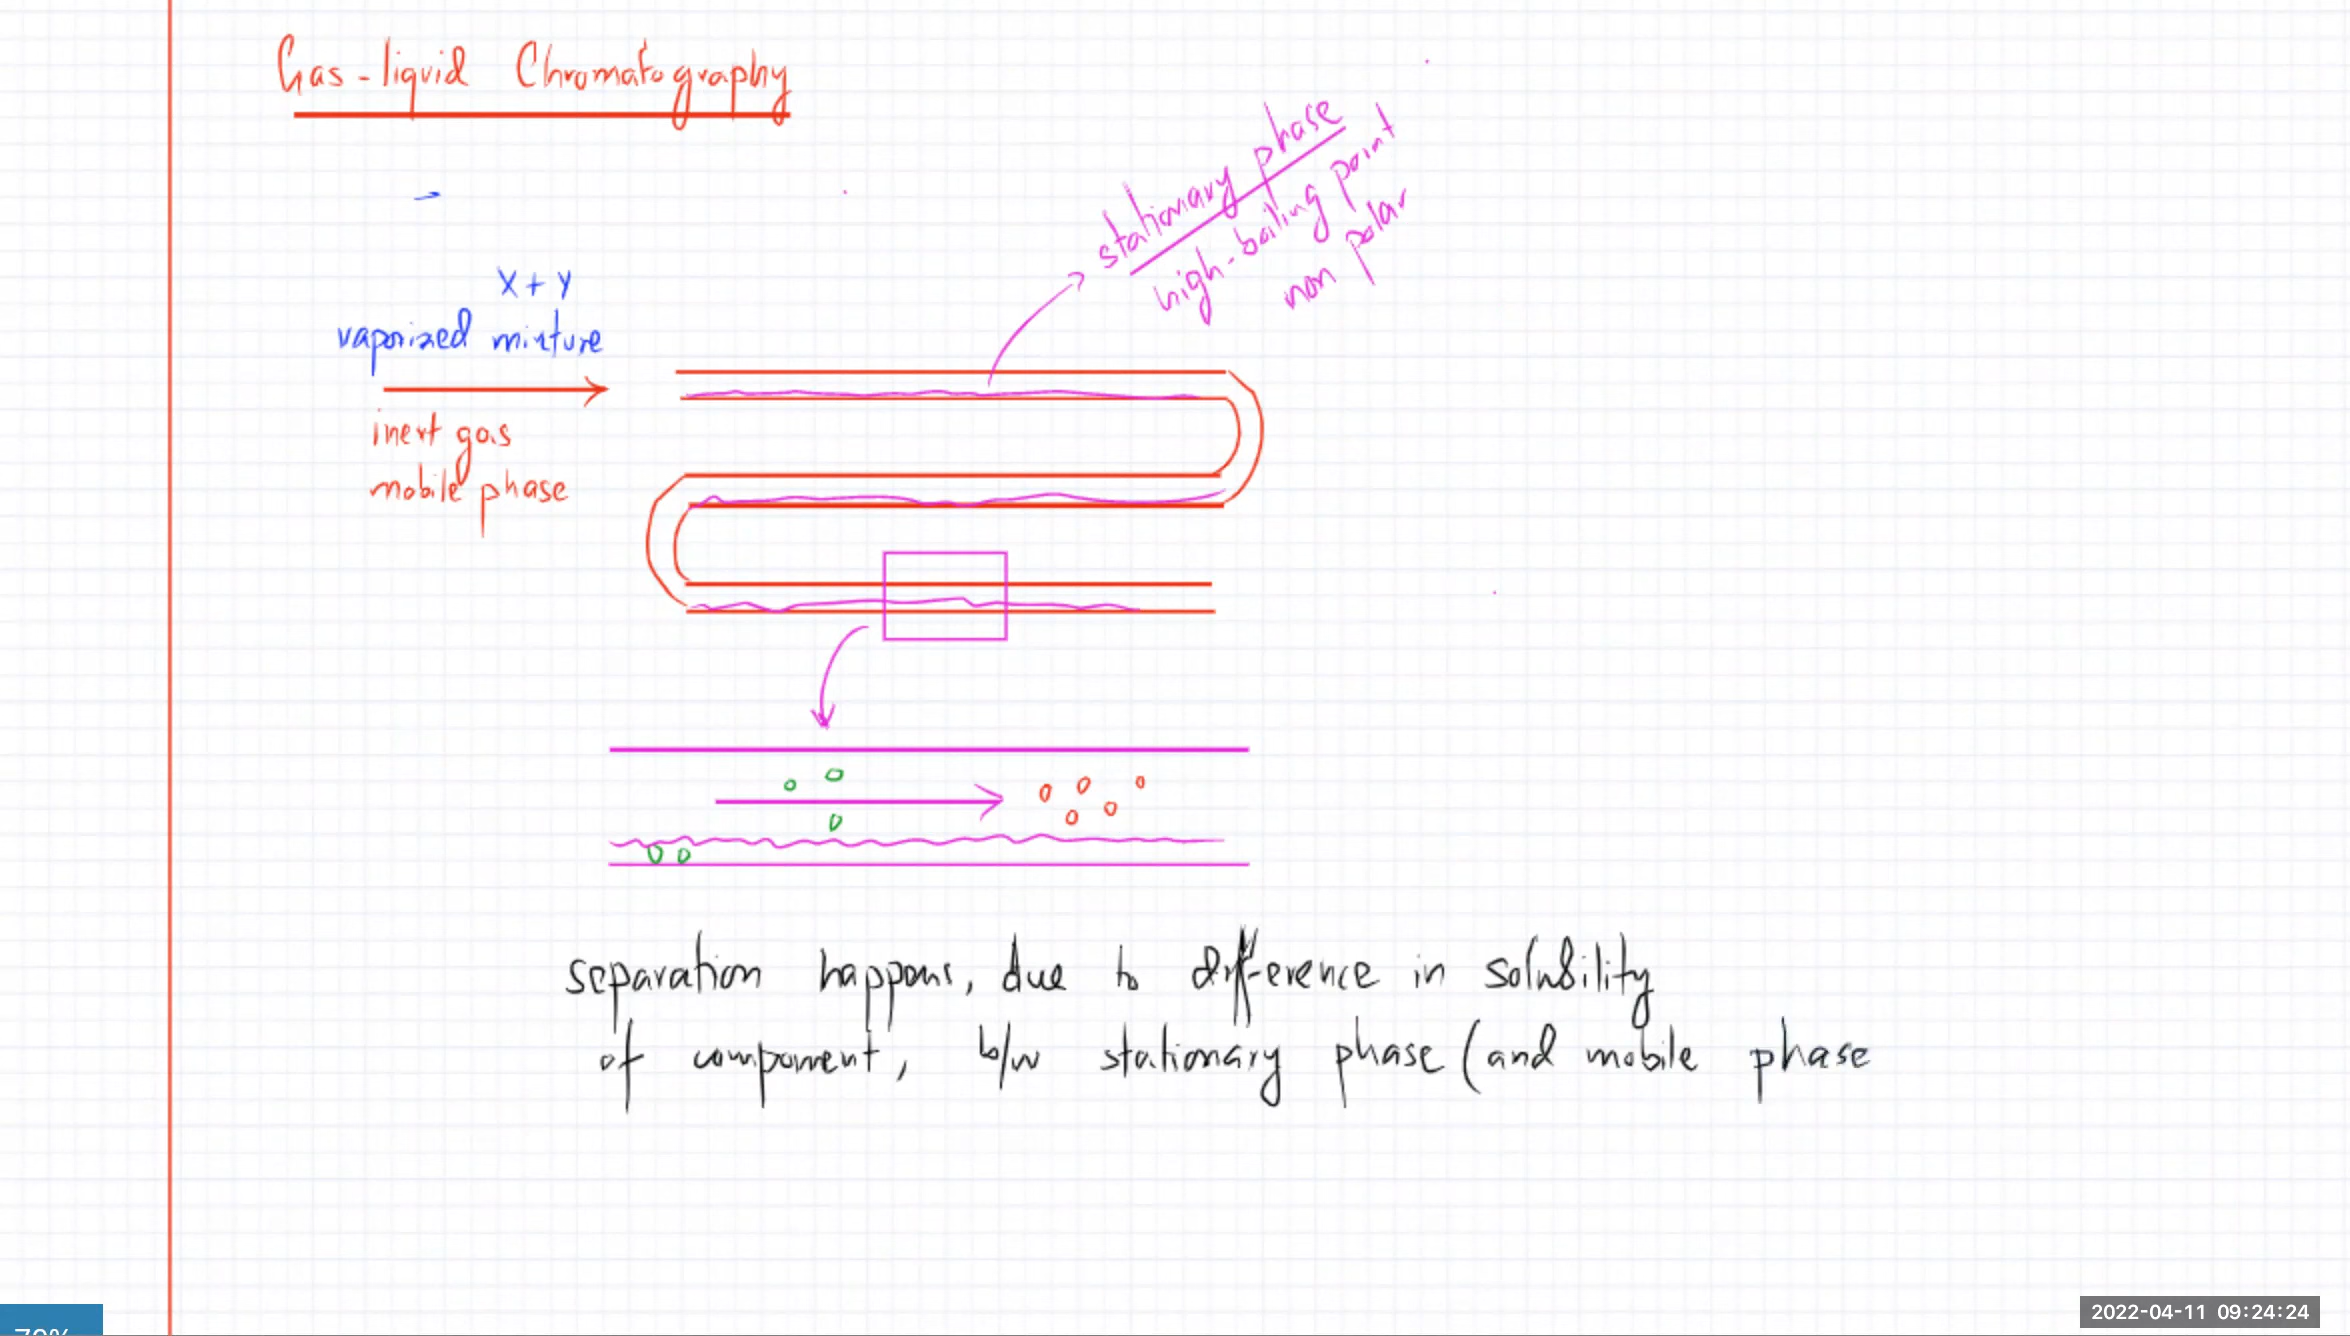 Gas-liquid Chromatography
stationary phase
high-boiling point
non polar
X + Y
vaporized mixture
inert gas
mobile phase
separation happens, due to difference in solubility
of component, b/w stationary phase (and mobile phase
2022-04-11 09:24:24